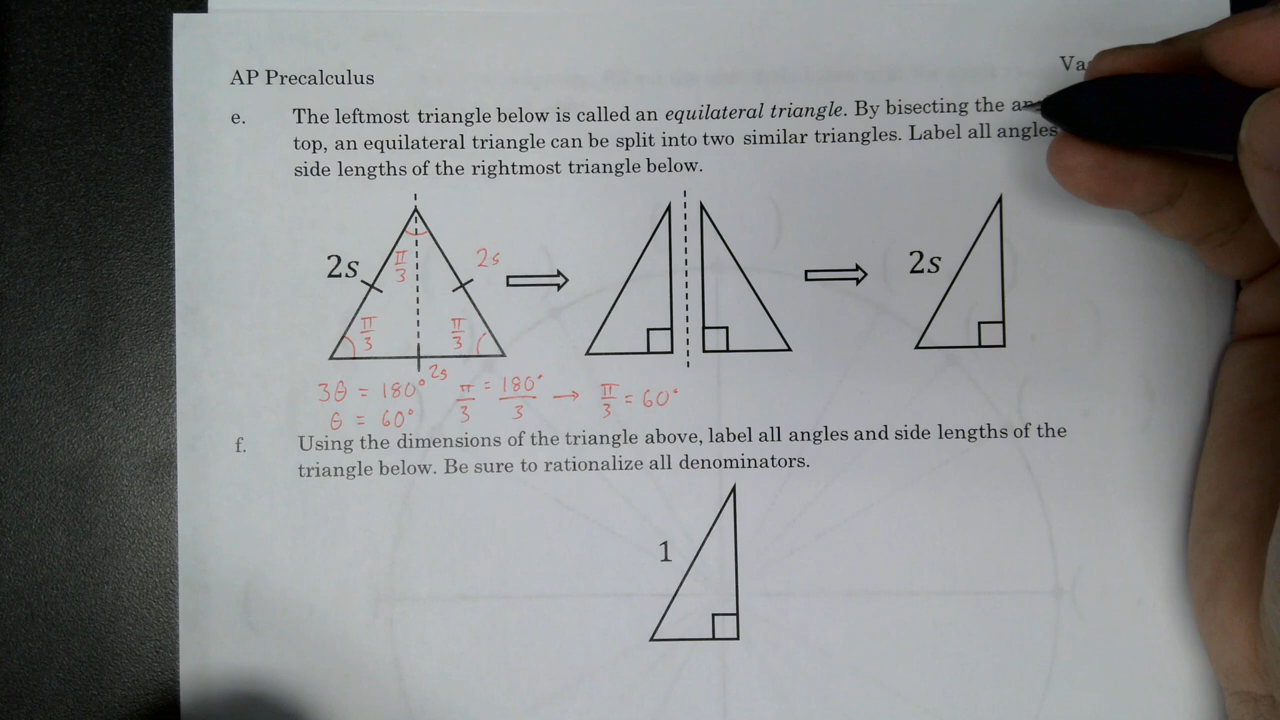 AP Precalculus
e. The leftmost triangle below is called an equilateral triangle. By bisecting the
top, an equilateral triangle can be split into two similar triangles. Label all angles
side lengths of the rightmost triangle below.
2s
π/3
2s
π/3
π/3
2s
2s
3θ = 180°
θ = 60°
π/3 = 180°/3 → π/3 = 60°
f. Using the dimensions of the triangle above, label all angles and side lengths of the
triangle below. Be sure to rationalize all denominators.
1